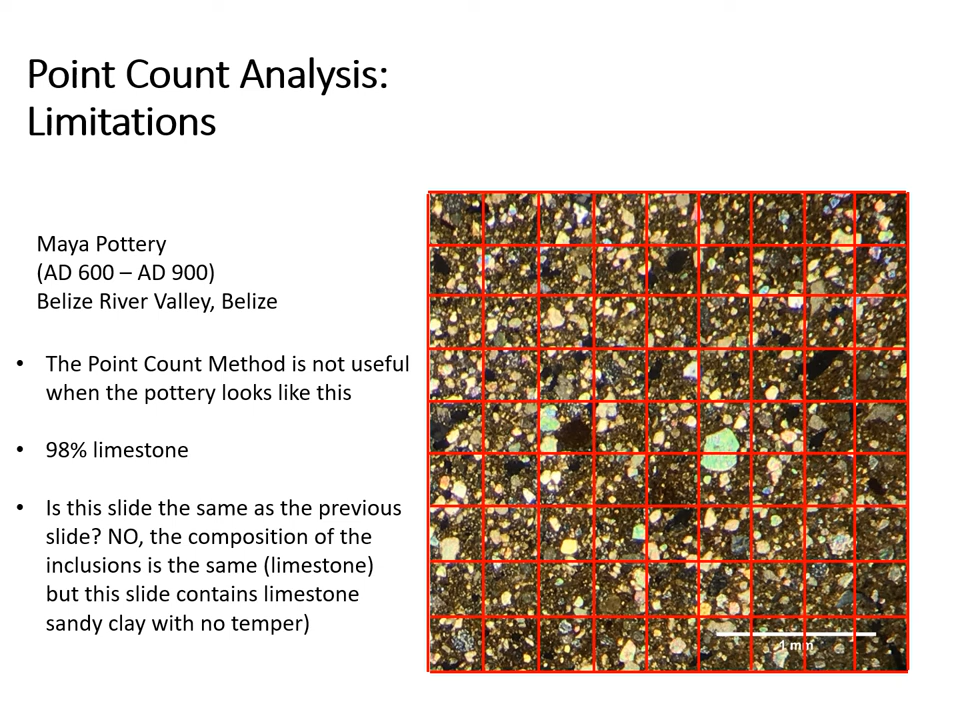 Point Count Analysis:
Limitations
Maya Pottery
(AD 600 – AD 900)
Belize River Valley, Belize
• The Point Count Method is not useful
when the pottery looks like this
• 98% limestone
• Is this slide the same as the previous
slide? NO, the composition of the
inclusions is the same (limestone)
but this slide contains limestone
sandy clay with no temper)
1 mm